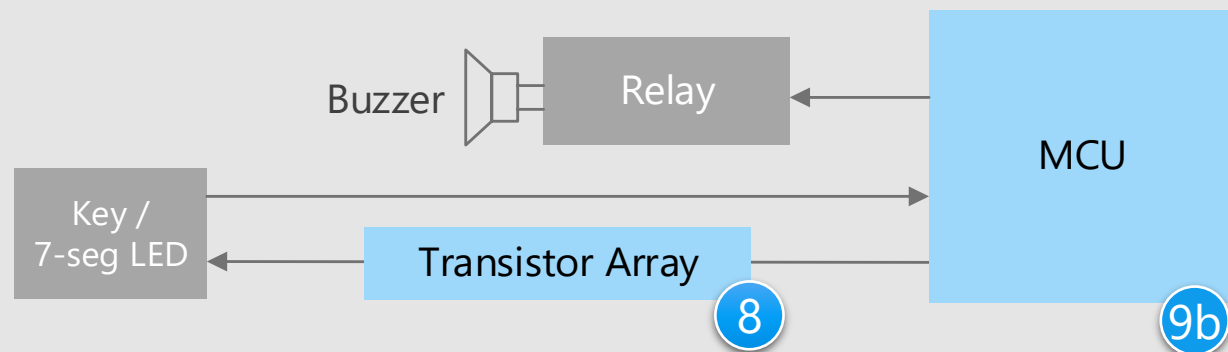 Buzzer
Relay
MCU
Key /
7-seg LED
Transistor Array
8
9b